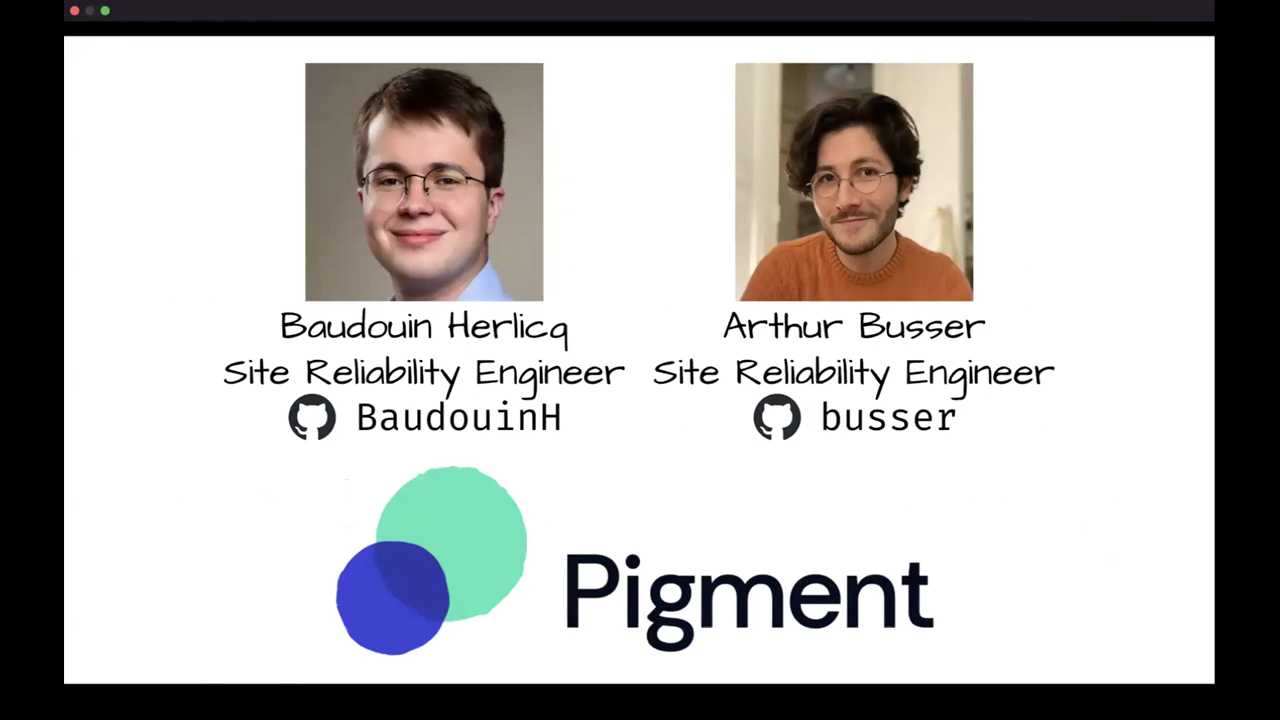 Baudouin Herlicq
Site Reliability Engineer
BaudouinH
Arthur Busser
Site Reliability Engineer
busser
Pigment